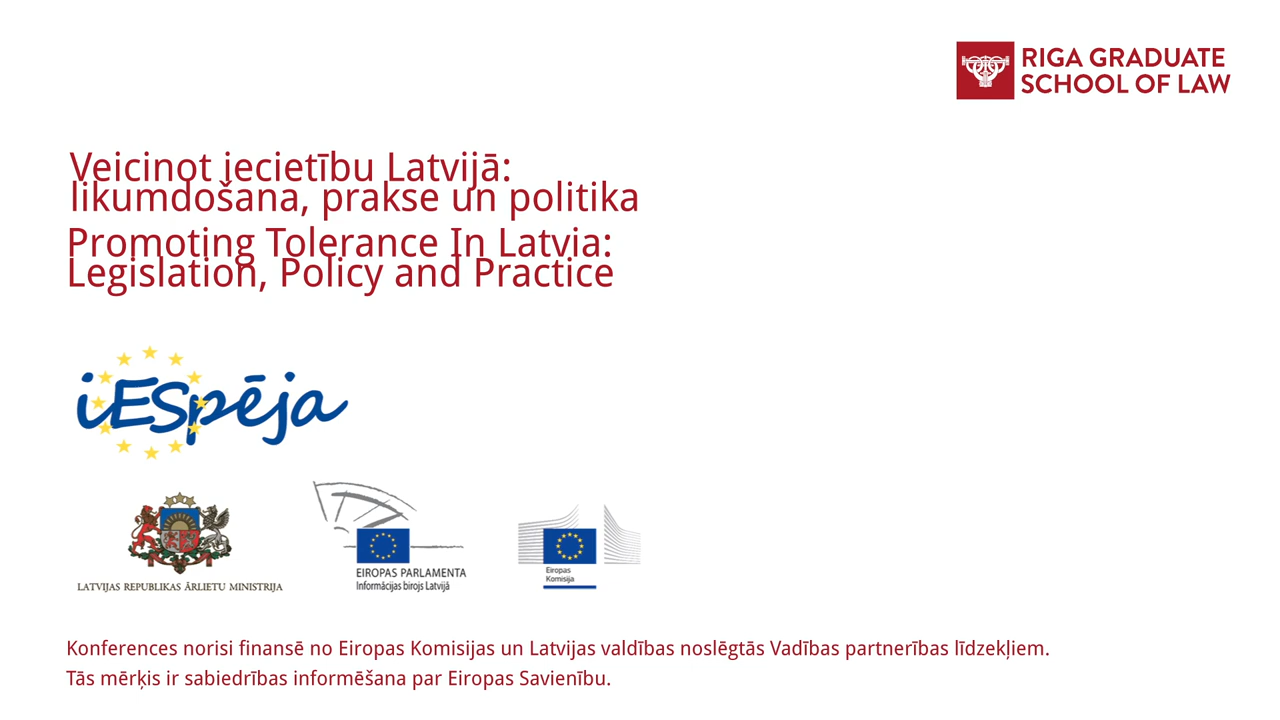 RIGA GRADUATE
SCHOOL OF LAW
Veicinot iecietību Latvijā:
likumdošana, prakse un politika
Promoting Tolerance In Latvia:
Legislation, Policy and Practice
iESpēja
LATVIJAS REPUBLIKAS ĀRLIETU MINISTRIJA
EIROPAS PARLAMENTA
Informācijas birojs Latvijā
Eiropas
Komisija
Konferences norisi finansē no Eiropas Komisijas un Latvijas valdības noslēgtās Vadības partnerības līdzekļiem.
Tās mērķis ir sabiedrības informēšana par Eiropas Savienību.